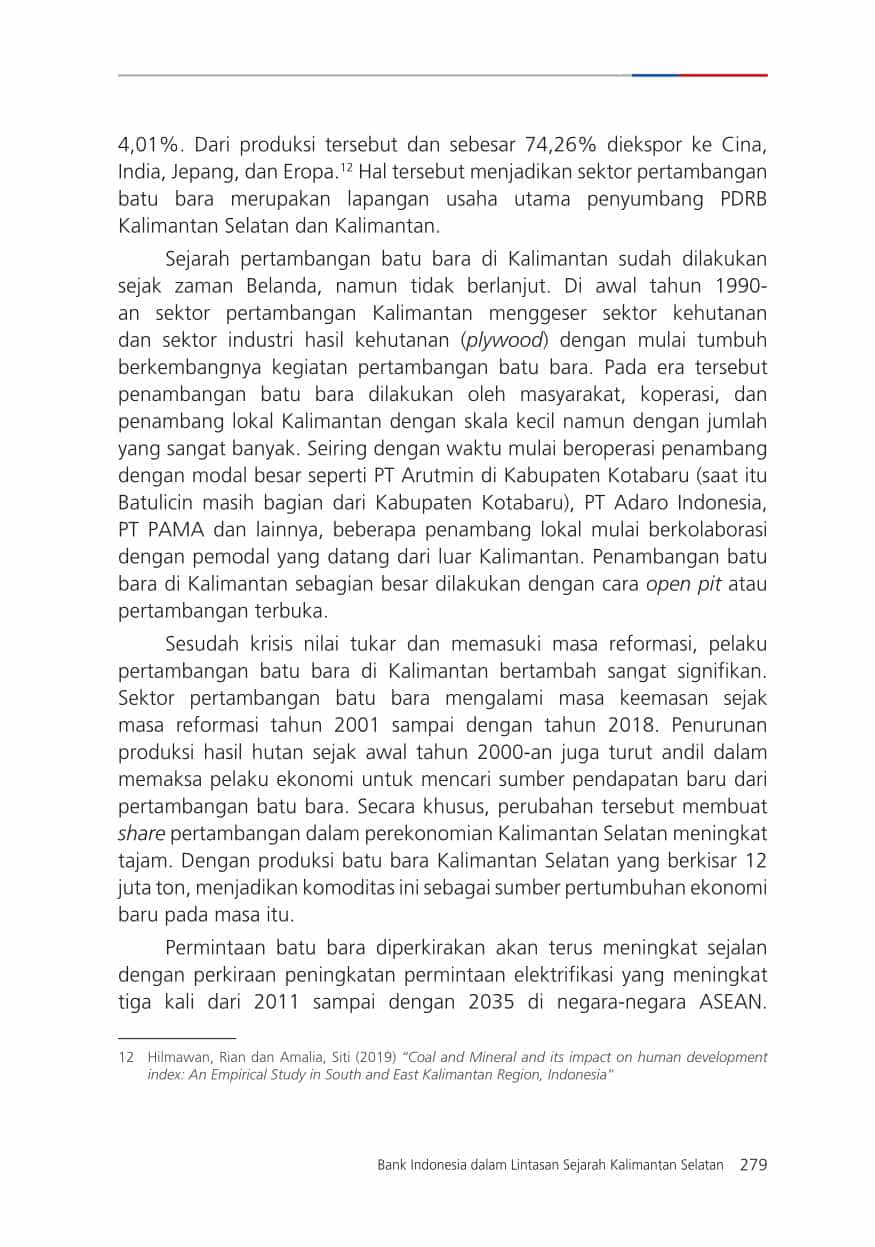 4,01%. Dari produksi tersebut dan sebesar 74,26% diekspor ke Cina,
India, Jepang, dan Eropa.12 Hal tersebut menjadikan sektor pertambangan
batu bara merupakan lapangan usaha utama penyumbang PDRB
Kalimantan Selatan dan Kalimantan.
Sejarah pertambangan batu bara di Kalimantan sudah dilakukan
sejak zaman Belanda, namun tidak berlanjut. Di awal tahun 1990-
an sektor pertambangan Kalimantan menggeser sektor kehutanan
dan sektor industri hasil kehutanan (plywood) dengan mulai tumbuh
berkembangnya kegiatan pertambangan batu bara. Pada era tersebut
penambangan batu bara dilakukan oleh masyarakat, koperasi, dan
penambang lokal Kalimantan dengan skala kecil namun dengan jumlah
yang sangat banyak. Seiring dengan waktu mulai beroperasi penambang
dengan modal besar seperti PT Arutmin di Kabupaten Kotabaru (saat itu
Batulicin masih bagian dari Kabupaten Kotabaru), PT Adaro Indonesia,
PT PAMA dan lainnya, beberapa penambang lokal mulai berkolaborasi
dengan pemodal yang datang dari luar Kalimantan. Penambangan batu
bara di Kalimantan sebagian besar dilakukan dengan cara open pit atau
pertambangan terbuka.
Sesudah krisis nilai tukar dan memasuki masa reformasi, pelaku
pertambangan batu bara di Kalimantan bertambah sangat signifikan.
Sektor pertambangan batu bara mengalami masa keemasan sejak
masa reformasi tahun 2001 sampai dengan tahun 2018. Penurunan
produksi hasil hutan sejak awal tahun 2000-an juga turut andil dalam
memaksa pelaku ekonomi untuk mencari sumber pendapatan baru dari
pertambangan batu bara. Secara khusus, perubahan tersebut membuat
share pertambangan dalam perekonomian Kalimantan Selatan meningkat
tajam. Dengan produksi batu bara Kalimantan Selatan yang berkisar 12
juta ton, menjadikan komoditas ini sebagai sumber pertumbuhan ekonomi
baru pada masa itu.
Permintaan batu bara diperkirakan akan terus meningkat sejalan
dengan perkiraan peningkatan permintaan elektrifikasi yang meningkat
tiga kali dari 2011 sampai dengan 2035 di negara-negara ASEAN.
12 Hilmawan, Rian dan Amalia, Siti (2019) "Coal and Mineral and its impact on human development
index: An Empirical Study in South and East Kalimantan Region, Indonesia"
Bank Indonesia dalam Lintasan Sejarah Kalimantan Selatan 279